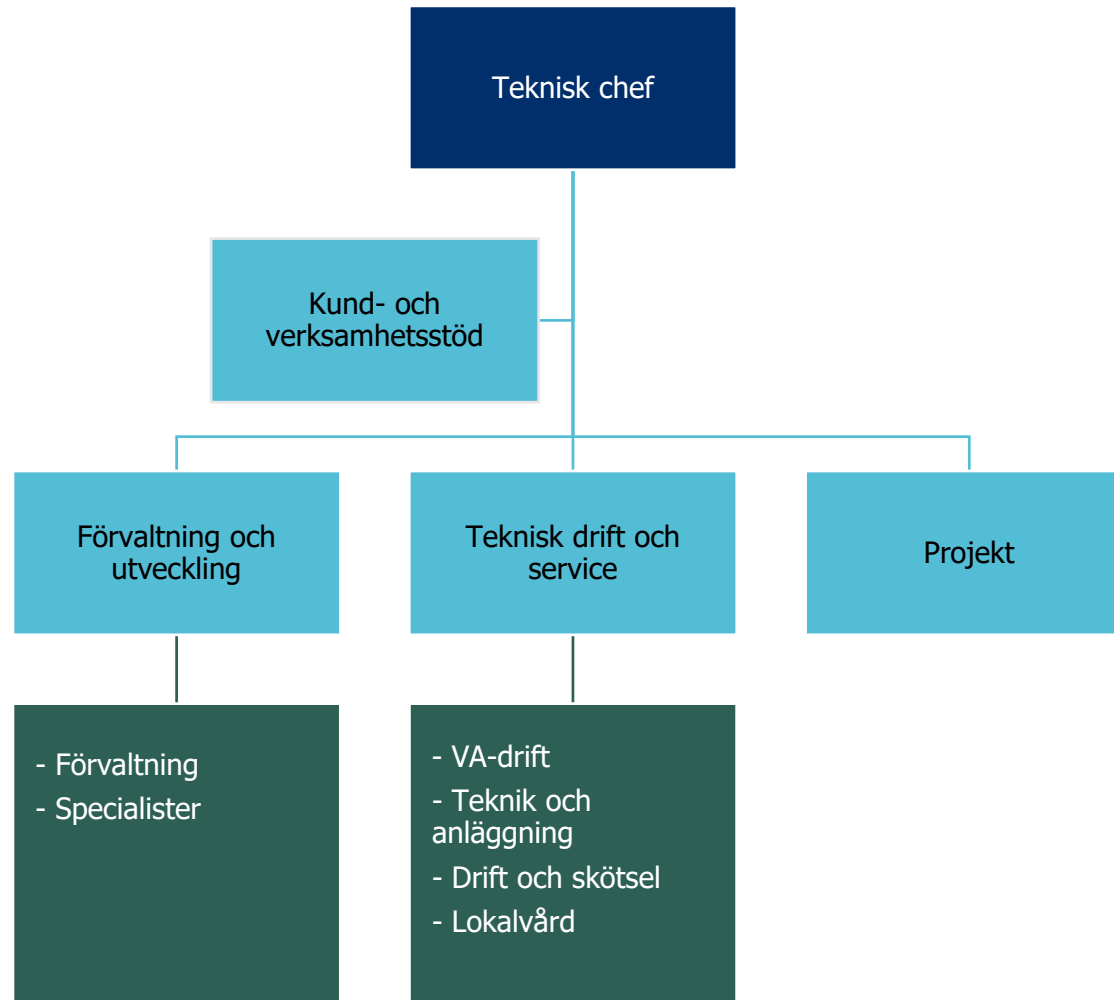 Teknisk chef
Kund- och
verksamhetsstöd
Förvaltning och
utveckling
Teknisk drift och
service
Projekt
- Förvaltning
- Specialister
- VA-drift
- Teknik och
anläggning
- Drift och skötsel
- Lokalvård